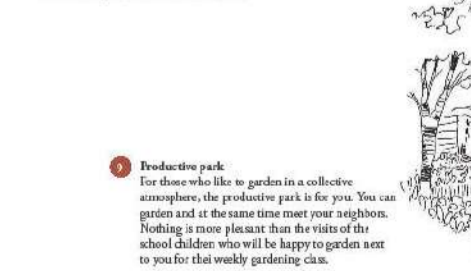 9 Productive park
For those who like to garden in a collective
atmosphere, the productive park is for you. You can
garden and at the same time meet your neighbors.
Nothing is more plessant than the visits of the
school children who will be happy to garden next
to you for thei weekly gardening class.